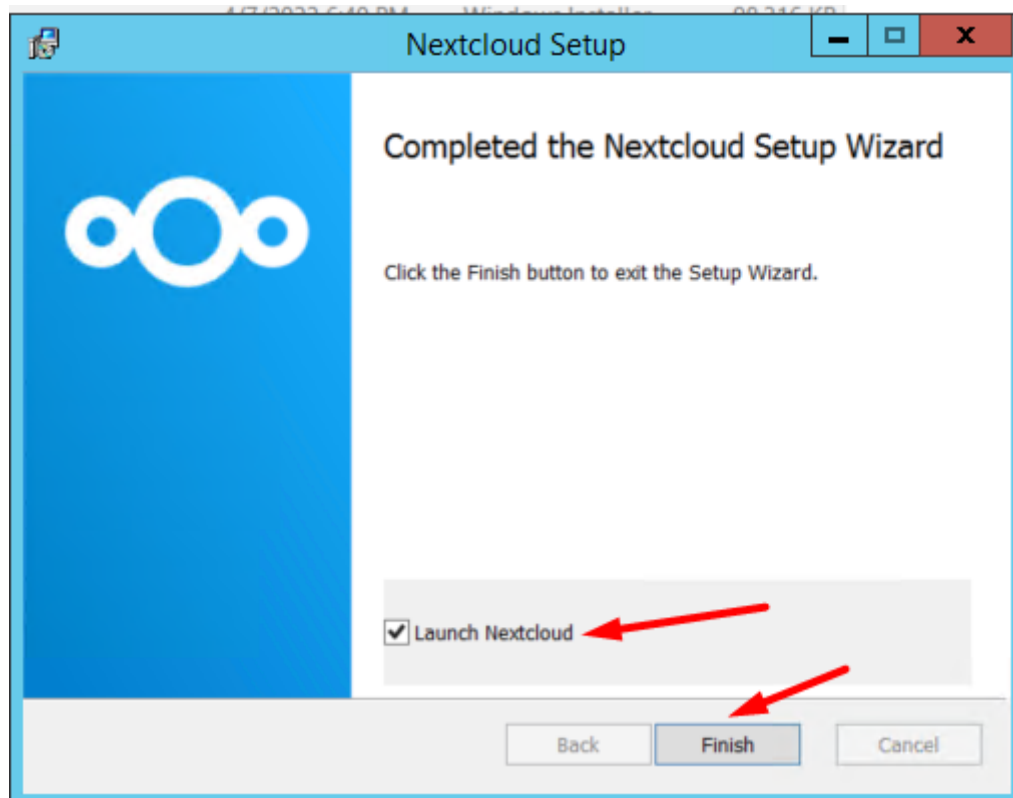 Nextcloud Setup
Completed the Nextcloud Setup Wizard
Click the Finish button to exit the Setup Wizard.
Launch Nextcloud
Back
Finish
Cancel